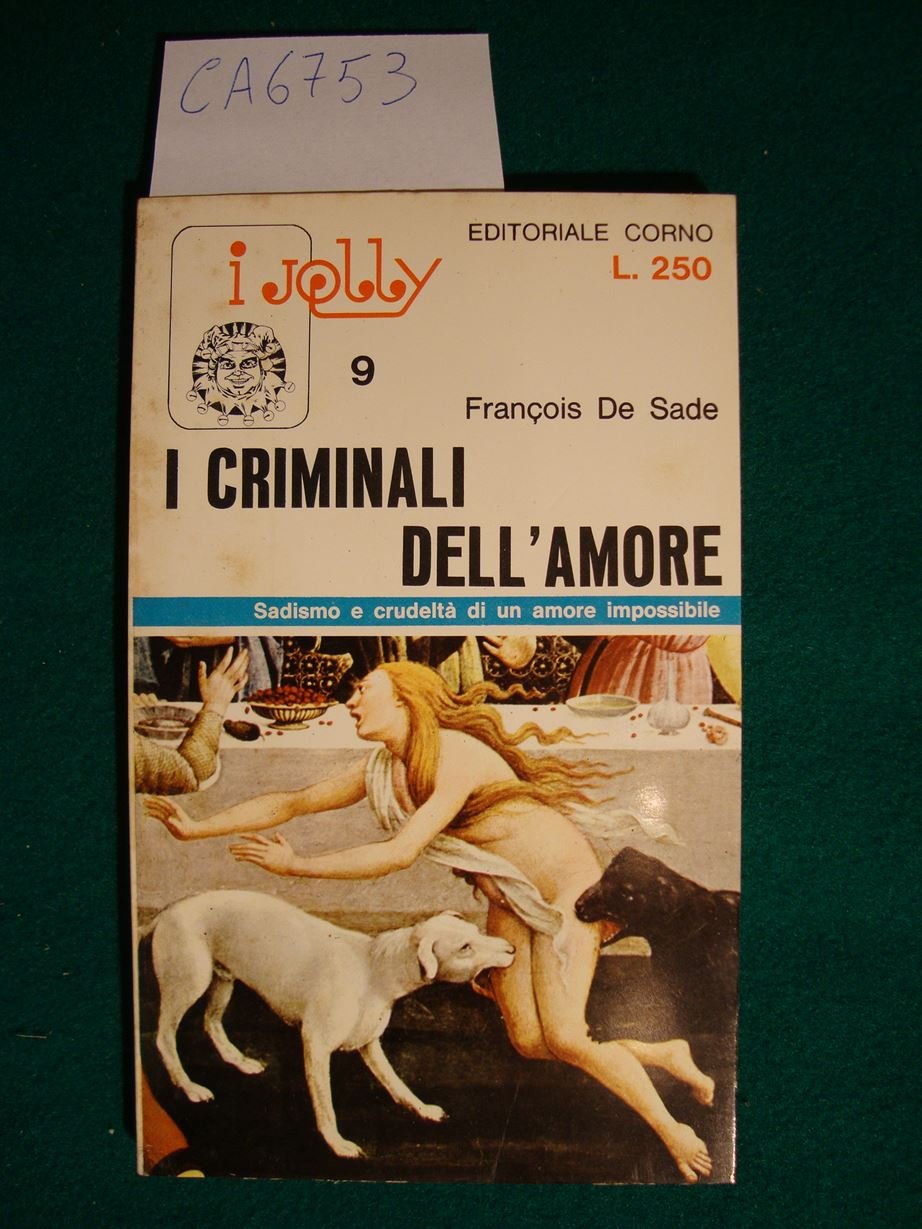 CA6753
i Jolly
EDITORIALE CORNO
L. 250
9
François De Sade
I CRIMINALI
DELL'AMORE
Sadismo e crudeltà di un amore impossibile